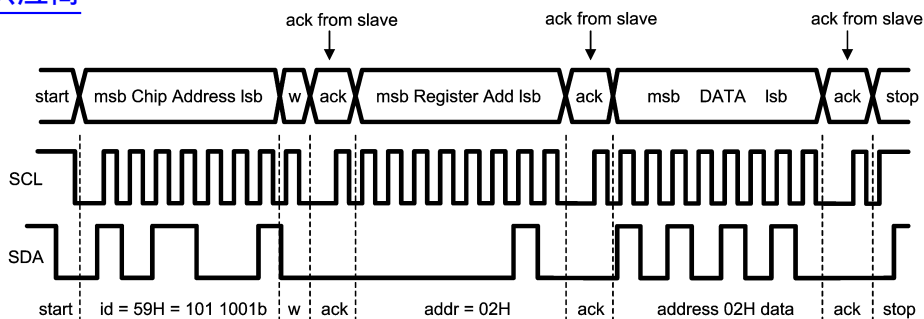 ack from slave ack from slave ack from slave
start msb Chip Address lsb w ack msb Register Add lsb ack msb DATA lsb ack stop
SCL
SDA
start id = 59H = 101 1001b w ack addr = 02H ack address 02H data ack stop